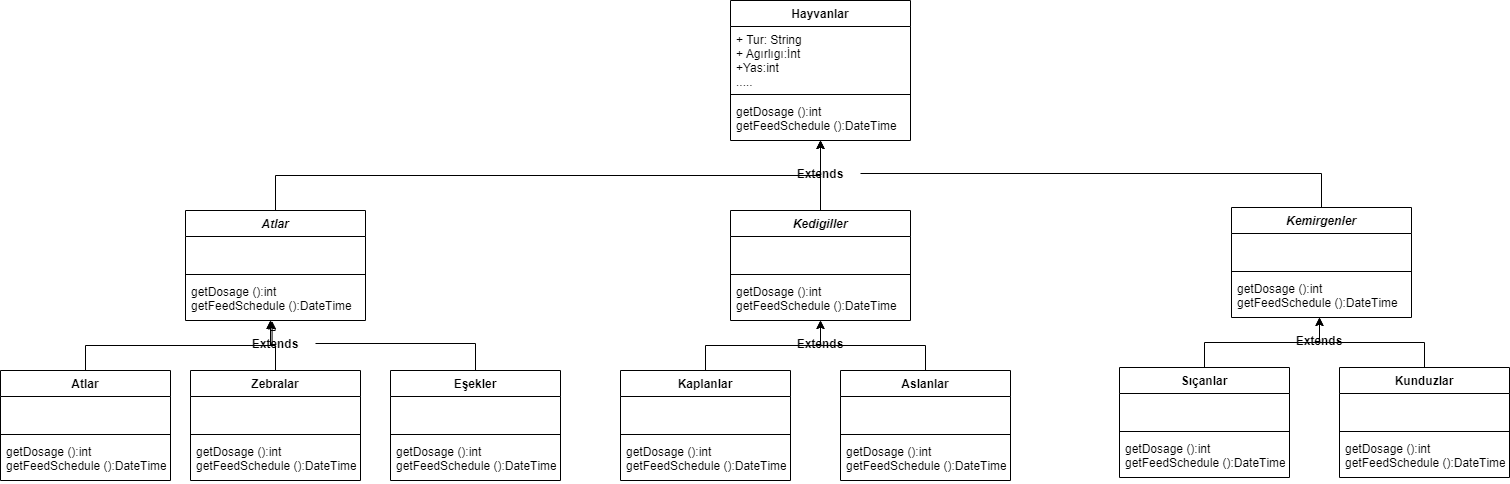 Hayvanlar
+ Tur: String
+ Agırlıgı:İnt
+Yas:int
.....
getDosage ():int
getFeedSchedule ():DateTime
Extends
Atlar
getDosage ():int
getFeedSchedule ():DateTime
Kedigiller
getDosage ():int
getFeedSchedule ():DateTime
Kemirgenler
getDosage ():int
getFeedSchedule ():DateTime
Extends
Extends
Extends
Atlar
getDosage ():int
getFeedSchedule ():DateTime
Zebralar
getDosage ():int
getFeedSchedule ():DateTime
Eşekler
getDosage ():int
getFeedSchedule ():DateTime
Kaplanlar
getDosage ():int
getFeedSchedule ():DateTime
Aslanlar
getDosage ():int
getFeedSchedule ():DateTime
Sıçanlar
getDosage ():int
getFeedSchedule ():DateTime
Kunduzlar
getDosage ():int
getFeedSchedule ():DateTime